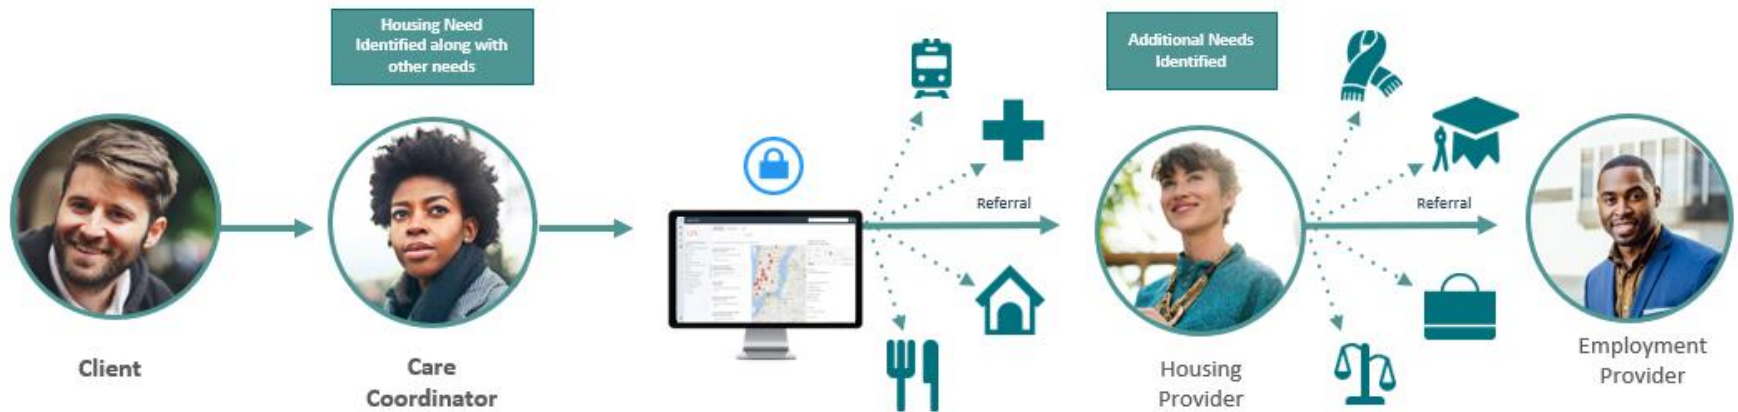 Housing Need
Identified along with
other needs
Additional Needs
Identified
Referral
Referral
Client
Care
Coordinator
Housing
Provider
Employment
Provider